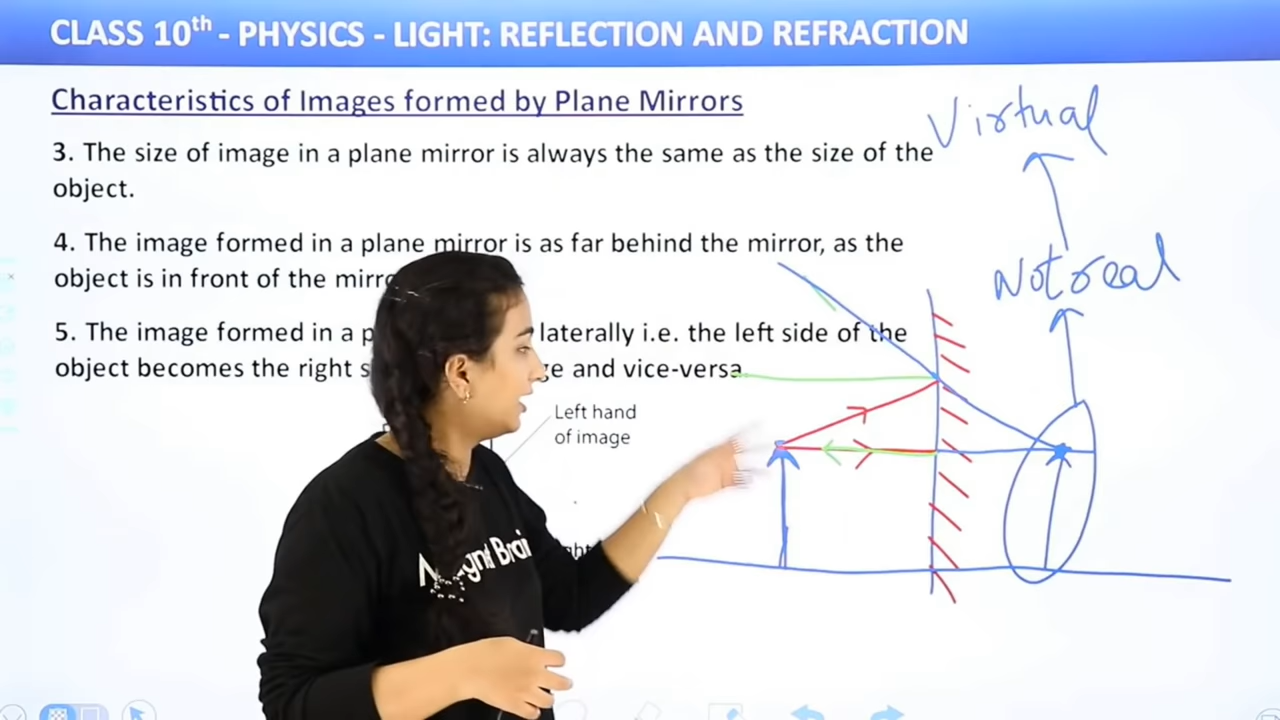 CLASS 10th - PHYSICS - LIGHT: REFLECTION AND REFRACTION
Characteristics of Images formed by Plane Mirrors
3. The size of image in a plane mirror is always the same as the size of the
object.
4. The image formed in a plane mirror is as far behind the mirror, as the
object is in front of the
5. The image formed in a laterally i.e. the left side of the
object becomes the right and vice-versa.
Left hand
of image
Virtual
Not real